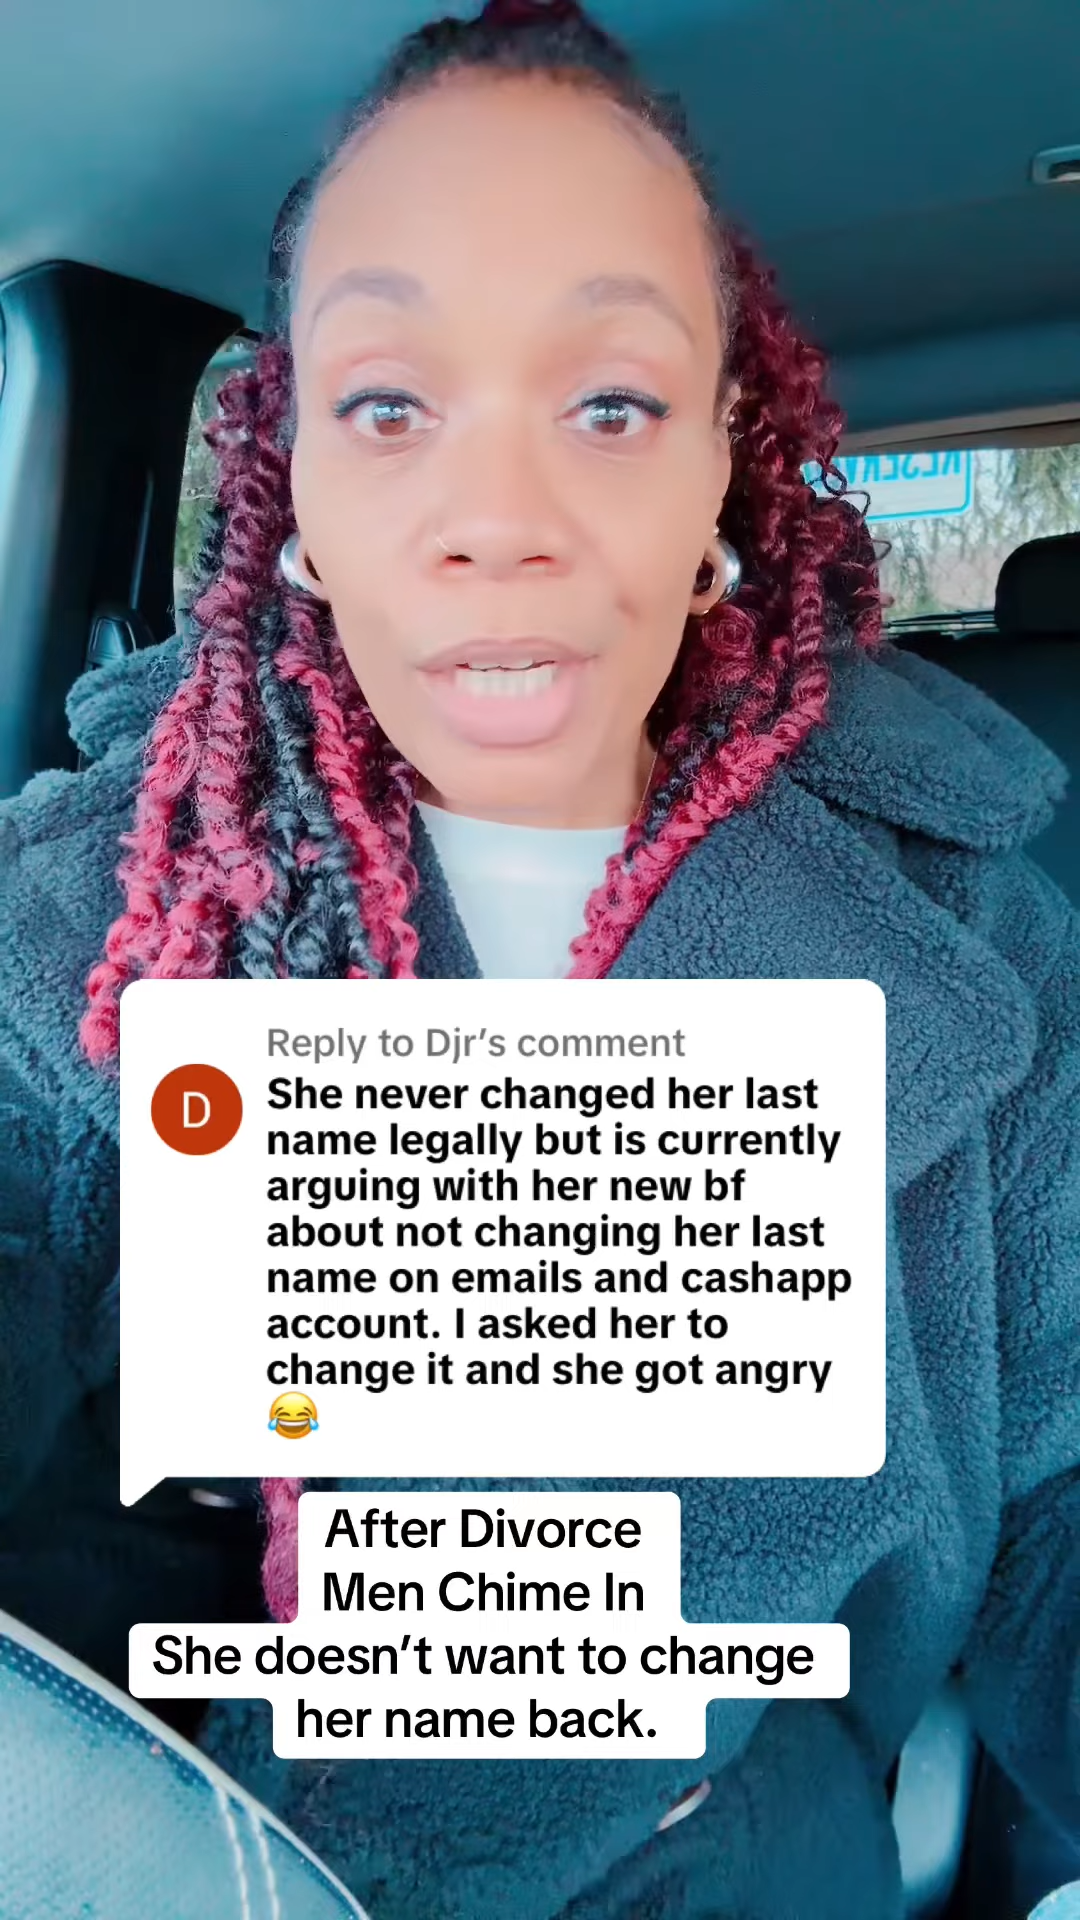 Reply to Djr's comment
D
She never changed her last
name legally but is currently
arguing with her new bf
about not changing her last
name on emails and cashapp
account. I asked her to
change it and she got angry
😂
After Divorce
Men Chime In
She doesn't want to change
her name back.